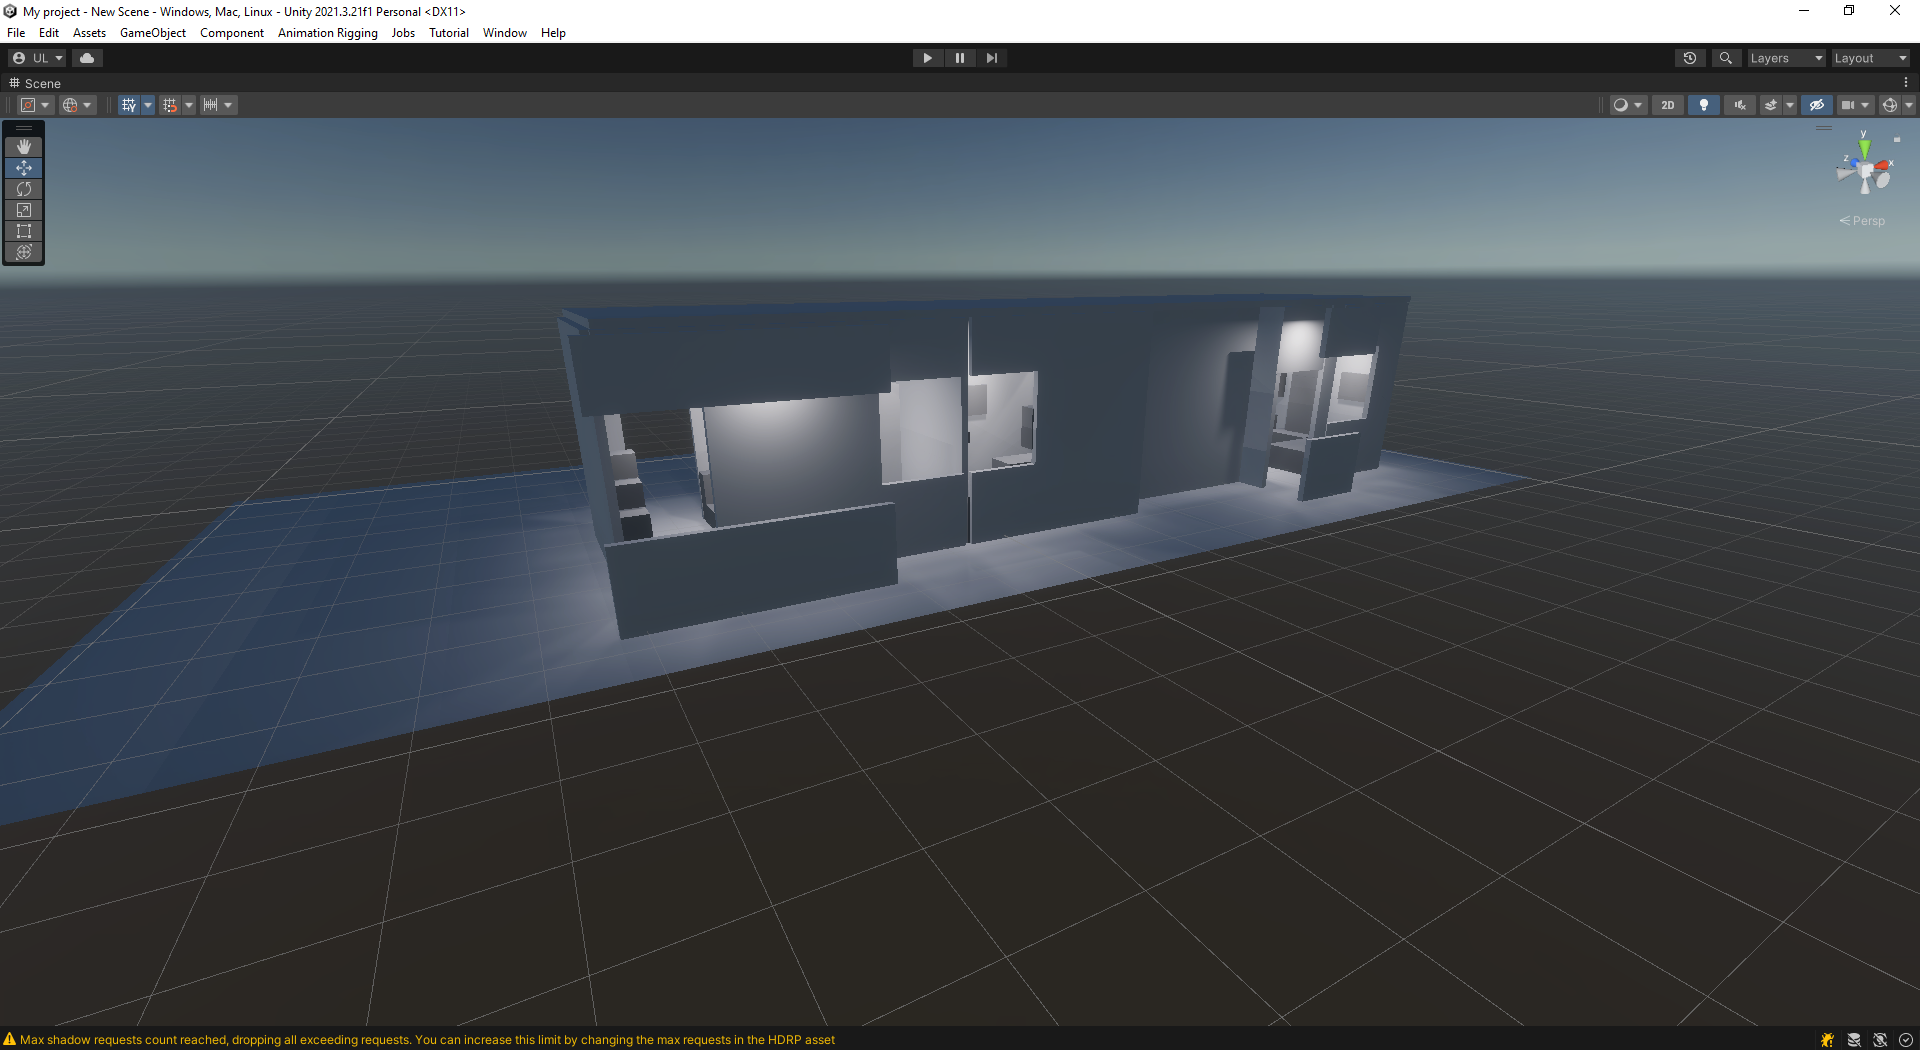 My project - New Scene - Windows, Mac, Linux - Unity 2021.3.21f1 Personal <DX11>
File Edit Assets GameObject Component Animation Rigging Jobs Tutorial Window Help
UL Layers Layout
Scene
2D
y
z x
Persp
Max shadow requests count reached, dropping all exceeding requests. You can increase this limit by changing the max requests in the HDRP asset